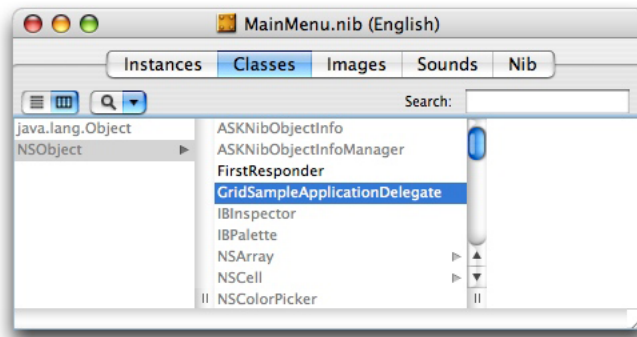 MainMenu.nib (English)
Instances Classes Images Sounds Nib
Search:
java.lang.Object
NSObject
ASKNibObjectInfo
ASKNibObjectInfoManager
FirstResponder
GridSampleApplicationDelegate
IBInspector
IBPalette
NSArray
NSCell
NSColorPicker